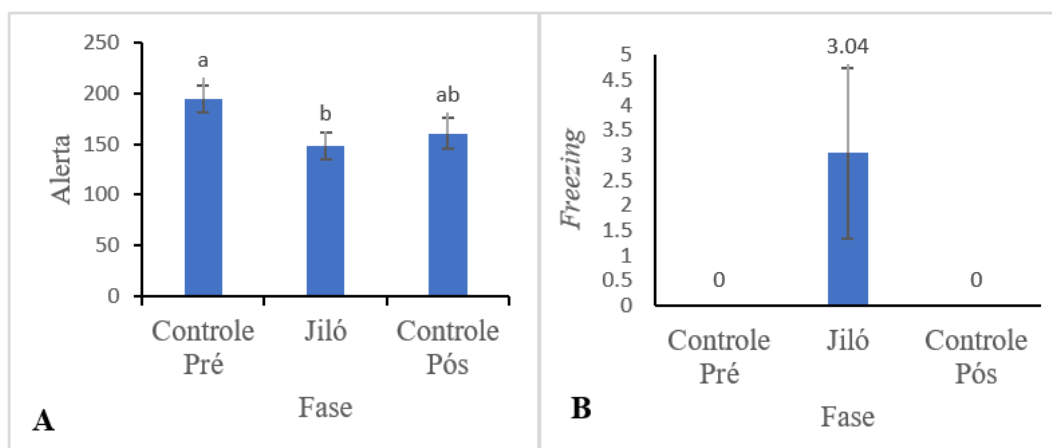 250
200
150
100
50
0
Alerta
a
b
ab
Controle Pré
Jiló
Controle Pós
Fase
A
5
4.5
4
3.5
3
2.5
2
1.5
1
0.5
0
Freezing
0
3.04
0
Controle Pré
Jiló
Controle Pós
Fase
B